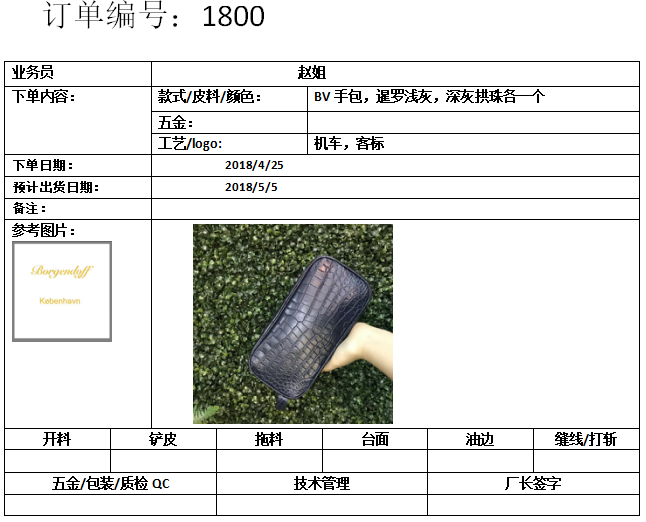 订单编号：1800
业务员 赵姐
下单内容： 款式/皮料/颜色： BV 手包，暹罗浅灰，深灰拱珠各一个
五金：
工艺/logo: 机车，客标
下单日期： 2018/4/25
预计出货日期： 2018/5/5
备注：
参考图片：
Borgendoff
København
开料 铲皮 拖料 台面 油边 缝线/打斩
五金/包装/质检 QC 技术管理 厂长签字